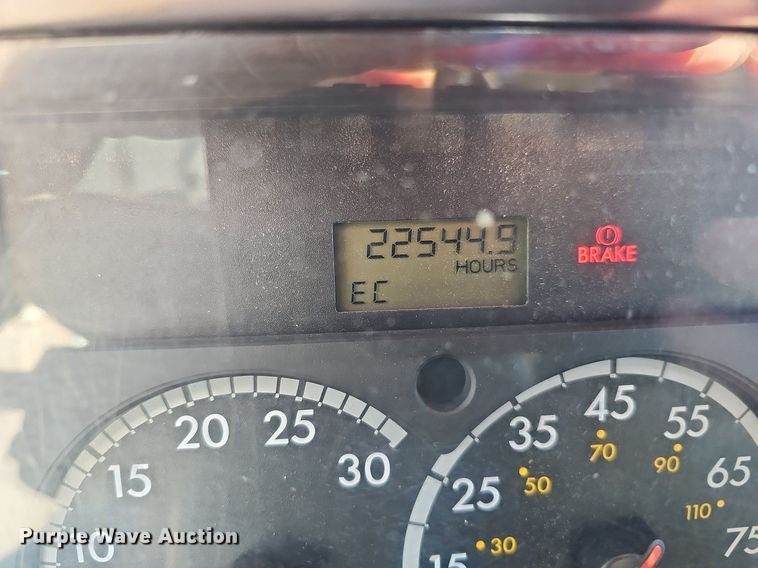 22544.9
HOURS
BRAKE
EC
10 15 20 25 30
15 25 35 45 55 65 75
30 50 70 90 110
Purple Wave Auction